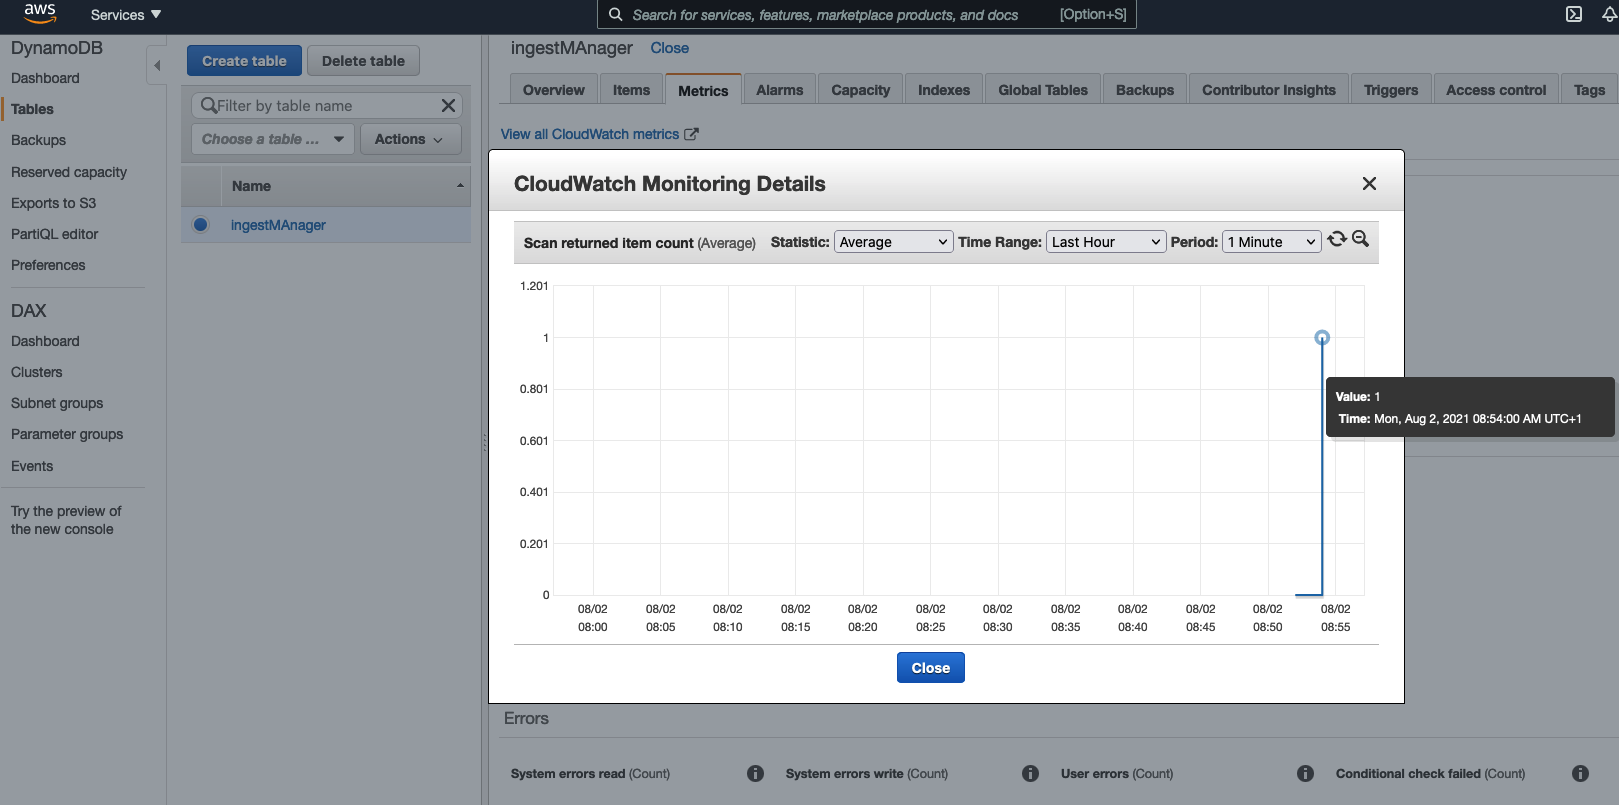 aws
Services
Search for services, features, marketplace products, and docs [Option+S]
DynamoDB
Dashboard
Tables
Backups
Reserved capacity
Exports to S3
PartiQL editor
Preferences
DAX
Dashboard
Clusters
Subnet groups
Parameter groups
Events
Try the preview of
the new console
Create table Delete table
Filter by table name
Choose a table ... Actions
Name
ingestMAnager
ingestMAnager Close
Overview Items Metrics Alarms Capacity Indexes Global Tables Backups Contributor Insights Triggers Access control Tags
View all CloudWatch metrics
CloudWatch Monitoring Details
Scan returned item count (Average) Statistic: Average Time Range: Last Hour Period: 1 Minute
1.201
1
0.801
0.601
0.401
0.201
0
Value: 1
Time: Mon, Aug 2, 2021 08:54:00 AM UTC+1
08/02 08/02 08/02 08/02 08/02 08/02 08/02 08/02 08/02 08/02 08/02 08/02
08:00 08:05 08:10 08:15 08:20 08:25 08:30 08:35 08:40 08:45 08:50 08:55
Close
Errors
System errors read (Count) System errors write (Count) User errors (Count) Conditional check failed (Count)